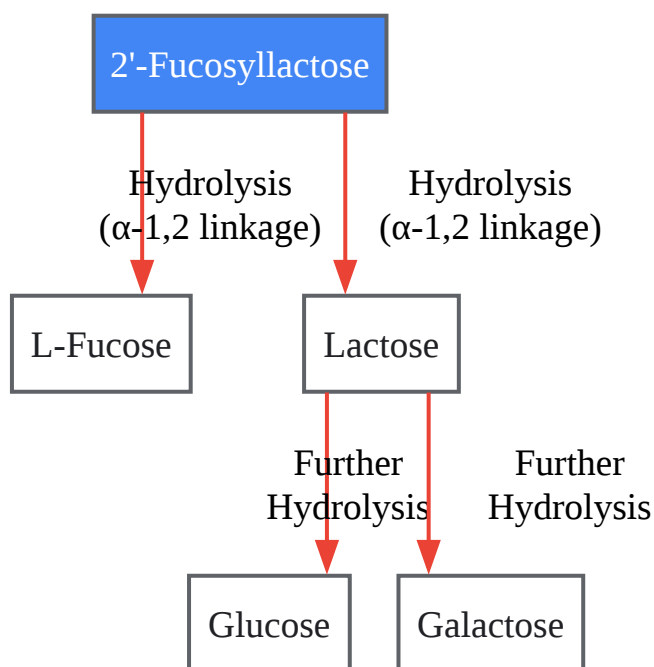 2'-Fucosyllactose
Hydrolysis
(α-1,2 linkage)
Hydrolysis
(α-1,2 linkage)
L-Fucose
Lactose
Further
Hydrolysis
Further
Hydrolysis
Glucose
Galactose